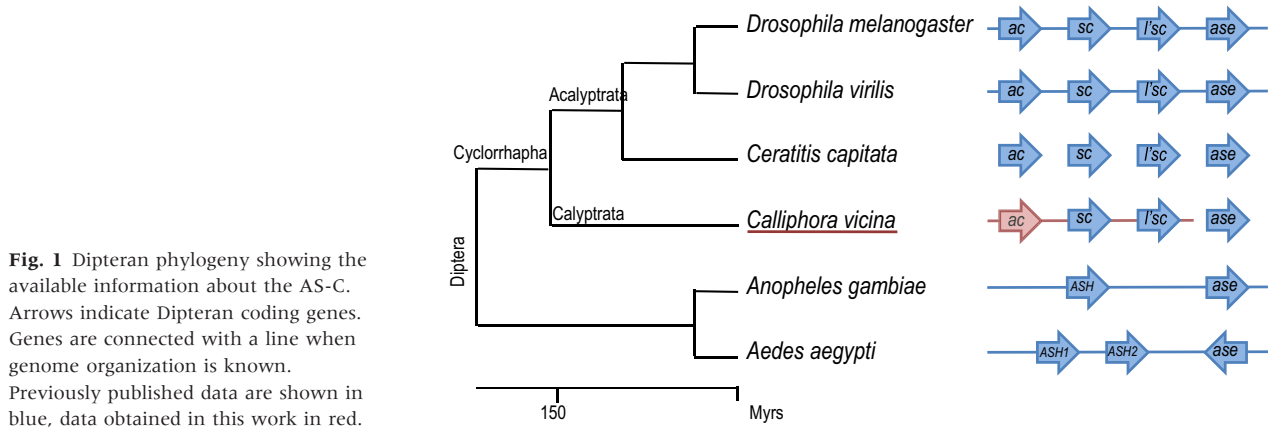 Drosophila melanogaster
ac sc l'sc ase
Drosophila virilis
ac sc l'sc ase
Acalyptrata
Ceratitis capitata
ac sc l'sc ase
Cyclorrhapha
Calyptrata
Calliphora vicina
ac sc l'sc ase
Diptera
Anopheles gambiae
ASH ase
Aedes aegypti
ASH1 ASH2 ase
150 Myrs
Fig. 1 Dipteran phylogeny showing the
available information about the AS-C.
Arrows indicate Dipteran coding genes.
Genes are connected with a line when
genome organization is known.
Previously published data are shown in
blue, data obtained in this work in red.